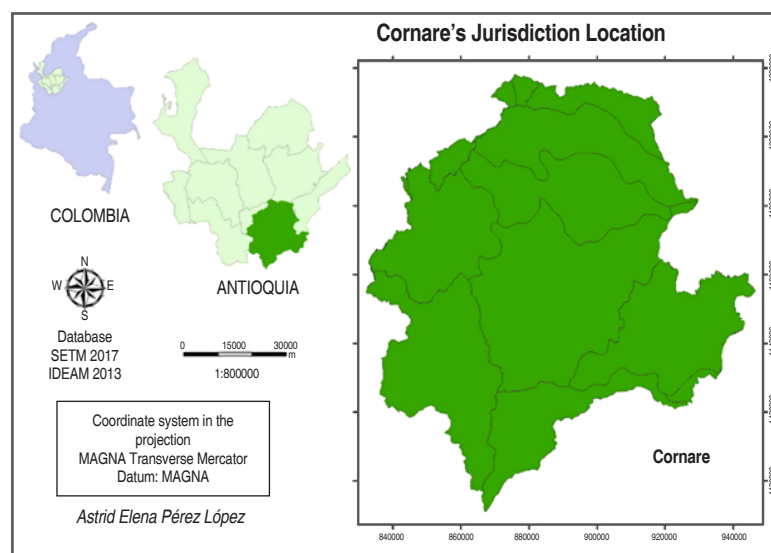 Cornare's Jurisdiction Location
COLOMBIA
ANTIOQUIA
N
W E
S
Database
SETM 2017
IDEAM 2013
0 15000 30000
m
1:800000
Coordinate system in the
projection
MAGNA Transverse Mercator
Datum: MAGNA
Astrid Elena Pérez López
Cornare
840000 860000 880000 900000 920000 940000